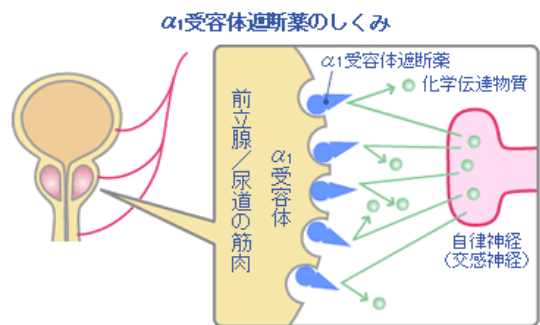 α1受容体遮断薬のしくみ
α1受容体遮断薬
化学伝達物質
前立腺／尿道の筋肉
α1受容体
自律神経
（交感神経）